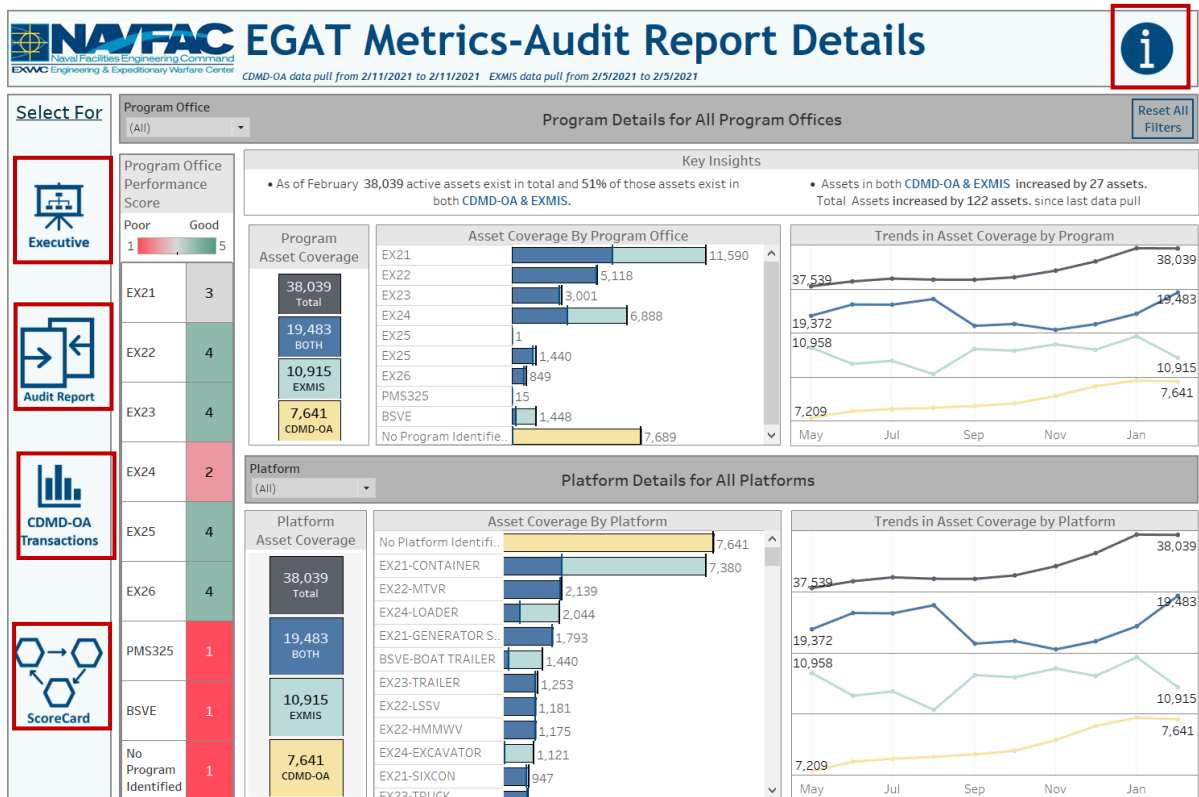 NAVFAC
Naval Facilities Engineering Command
EXWC Engineering & Expeditionary Warfare Center
EGAT Metrics-Audit Report Details
CDMD-OA data pull from 2/11/2021 to 2/11/2021 EXMIS data pull from 2/5/2021 to 2/5/2021
i
Select For
Executive
Audit Report
CDMD-OA
Transactions
ScoreCard
Program Office
(All)
Program Details for All Program Offices
Reset All
Filters
Program Office
Performance
Score
Poor Good
1 5
EX21 3
EX22 4
EX23 4
EX24 2
EX25 4
EX26 4
PMS325 1
BSVE 1
No
Program
Identified 1
Key Insights
• As of February 38,039 active assets exist in total and 51% of those assets exist in
both CDMD-OA & EXMIS.
• Assets in both CDMD-OA & EXMIS increased by 27 assets.
Total Assets increased by 122 assets. since last data pull
Program
Asset Coverage
38,039
Total
19,483
BOTH
10,915
EXMIS
7,641
CDMD-OA
Asset Coverage By Program Office
EX21 11,590
EX22 5,118
EX23 3,001
EX24 6,888
EX25 1
EX25 1,440
EX26 849
PMS325 15
BSVE 1,448
No Program Identifie.. 7,689
Trends in Asset Coverage by Program
37,539 38,039
19,372 19,483
10,958 10,915
7,209 7,641
May Jul Sep Nov Jan
Platform
(All)
Platform Details for All Platforms
Platform
Asset Coverage
38,039
Total
19,483
BOTH
10,915
EXMIS
7,641
CDMD-OA
Asset Coverage By Platform
No Platform Identifi.. 7,641
EX21-CONTAINER 7,380
EX22-MTVR 2,139
EX24-LOADER 2,044
EX21-GENERATOR S.. 1,793
BSVE-BOAT TRAILER 1,440
EX23-TRAILER 1,253
EX22-LSSV 1,181
EX22-HMMWV 1,175
EX24-EXCAVATOR 1,121
EX21-SIXCON 947
EX23-TRUCK
Trends in Asset Coverage by Platform
37,539 38,039
19,372 19,483
10,958 10,915
7,209 7,641
May Jul Sep Nov Jan